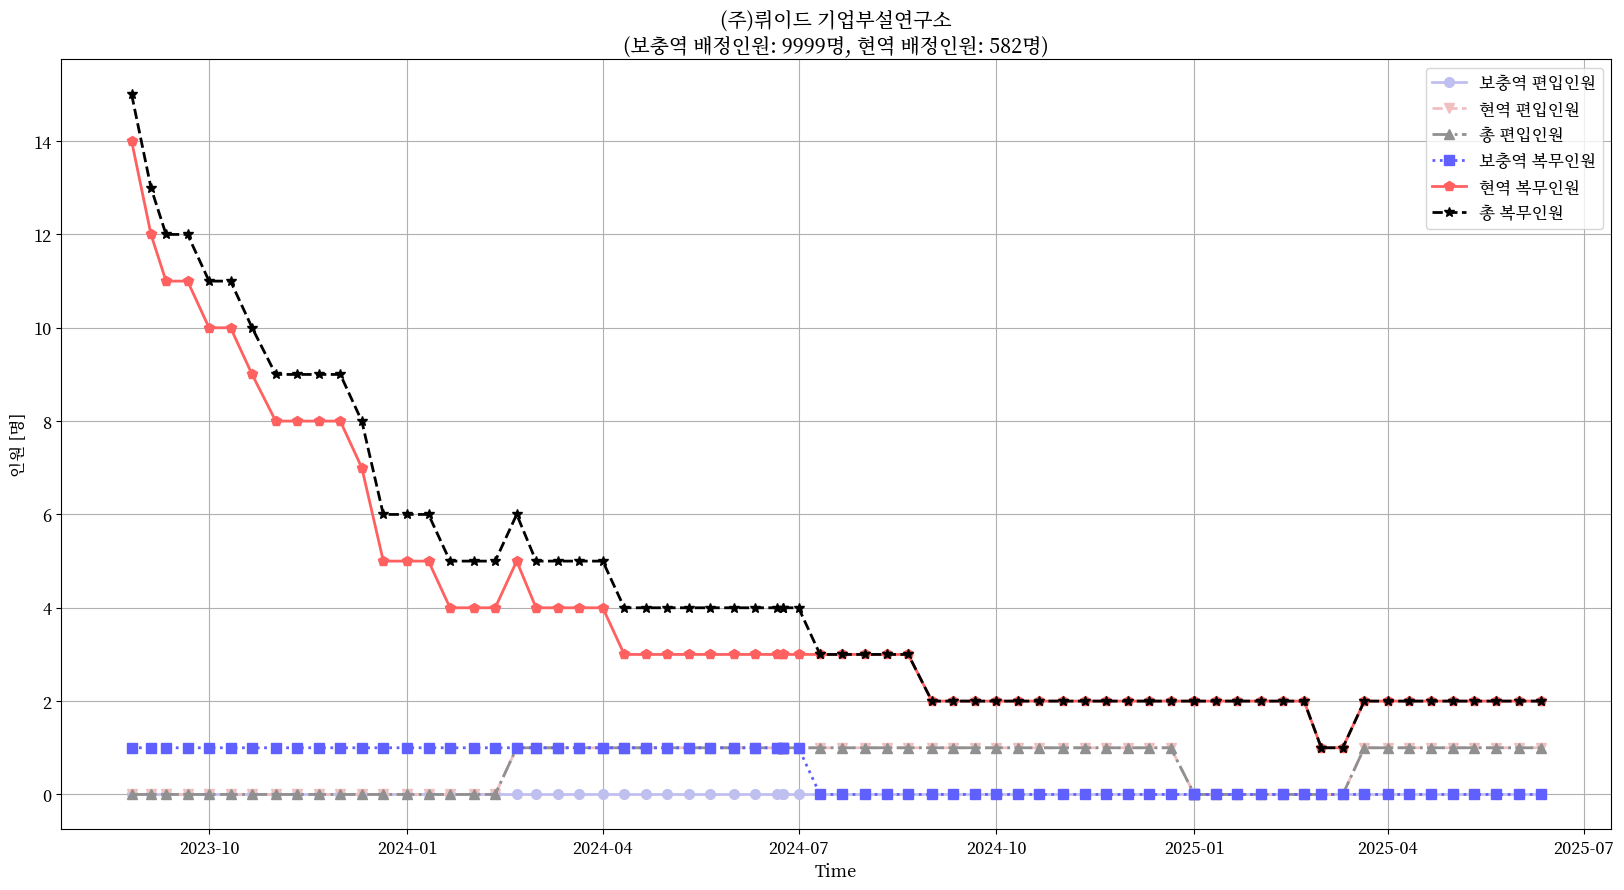 (주)뤼이드 기업부설연구소
(보충역 배정인원: 9999명, 현역 배정인원: 582명)
보충역 편입인원
현역 편입인원
총 편입인원
보충역 복무인원
현역 복무인원
총 복무인원
인원 [명]
14
12
10
8
6
4
2
0
2023-10
2024-01
2024-04
2024-07
2024-10
2025-01
2025-04
2025-07
Time